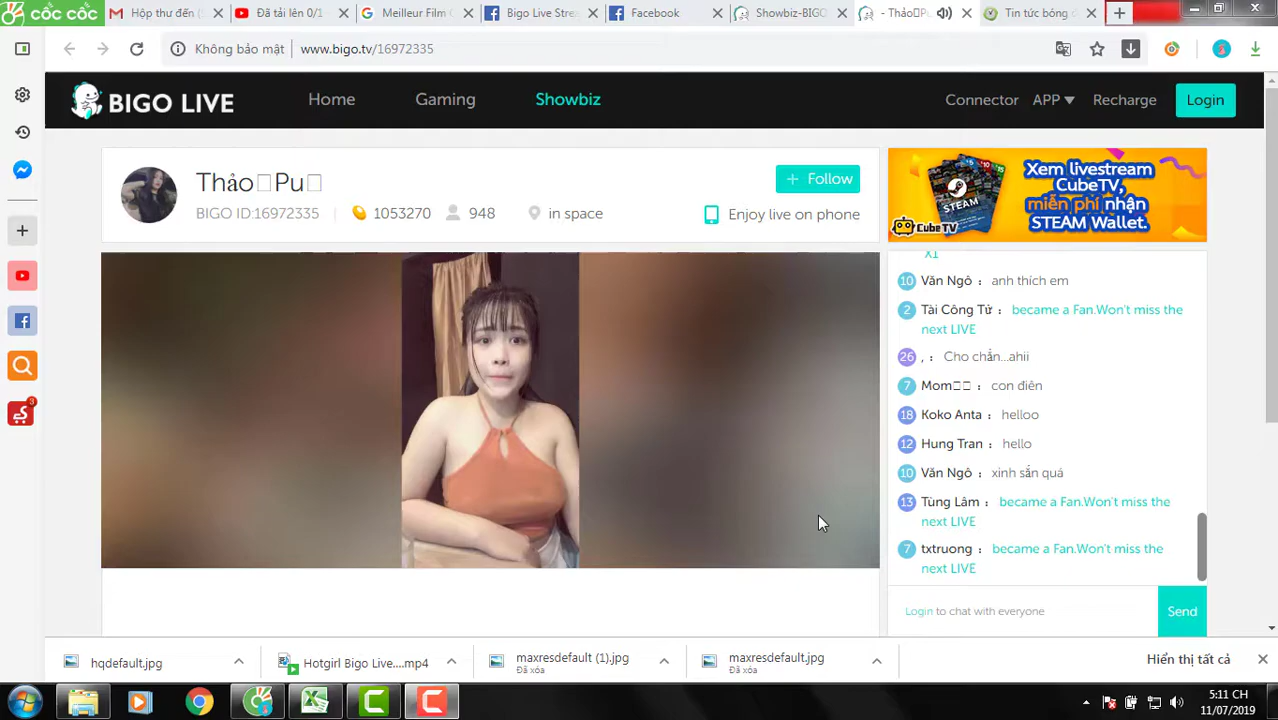 cốc cốc
Hộp thư đến (
Đã tải lên 0/1
Meilleur Film
Bigo Live Stre
Facebook
Showbiz-BIGO
- Thảo□Pu
Tin tức bóng đ
Không bảo mật
www.bigo.tv/16972335
BIGO LIVE
Home
Gaming
Showbiz
Connector
APP
Recharge
Login
Thảo□Pu□
BIGO ID:16972335
1053270
948
in space
+ Follow
Enjoy live on phone
STEAM
CubeTV
Xem livestream
CubeTV,
miễn phí nhận
STEAM Wallet.
X1
10 Văn Ngô : anh thích em
2 Tài Công Tử : became a Fan.Won't miss the
next LIVE
26 , : Cho chắn...ahii
7 Mom□□ : con điên
18 Koko Anta : helloo
12 Hung Tran : hello
10 Văn Ngô : xinh sắn quá
13 Tùng Lâm : became a Fan.Won't miss the
next LIVE
7 txtruong : became a Fan.Won't miss the
next LIVE
Login to chat with everyone
Send
3
hqdefault.jpg
Hotgirl Bigo Live....mp4
maxresdefault (1).jpg
Đã xóa
maxresdefault.jpg
Đã xóa
Hiển thị tất cả
5:11 CH
11/07/2019